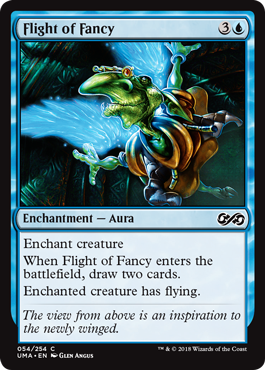 Flight of Fancy 3
Enchantment — Aura
Enchant creature
When Flight of Fancy enters the
battlefield, draw two cards.
Enchanted creature has flying.
The view from above is an inspiration to
the newly winged.
054/254 C
UMA • EN Glen Angus
™ & © 2018 Wizards of the Coast